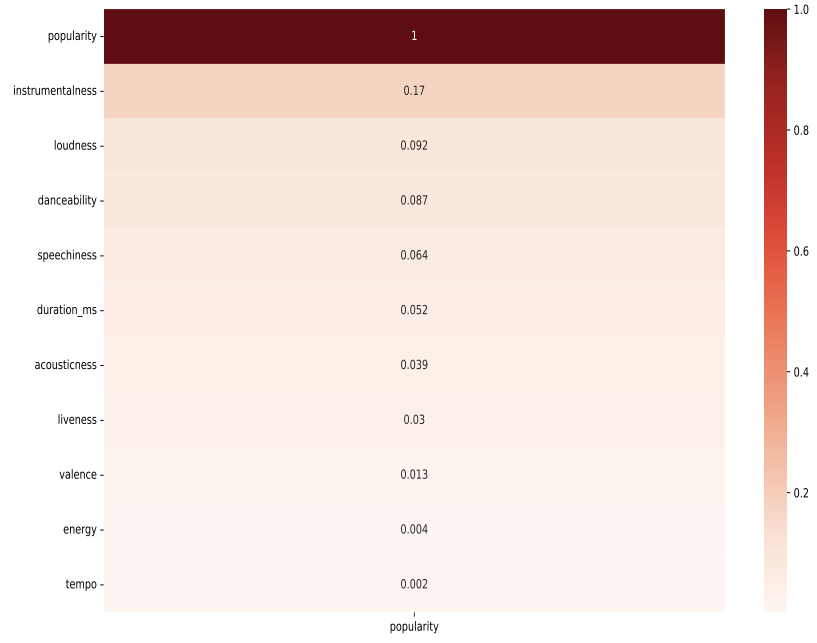 popularity
1
1.0
instrumentalness
0.17
loudness
0.092
0.8
danceability
0.087
speechiness
0.064
0.6
duration_ms
0.052
acousticness
0.039
0.4
liveness
0.03
valence
0.013
0.2
energy
0.004
tempo
0.002
popularity